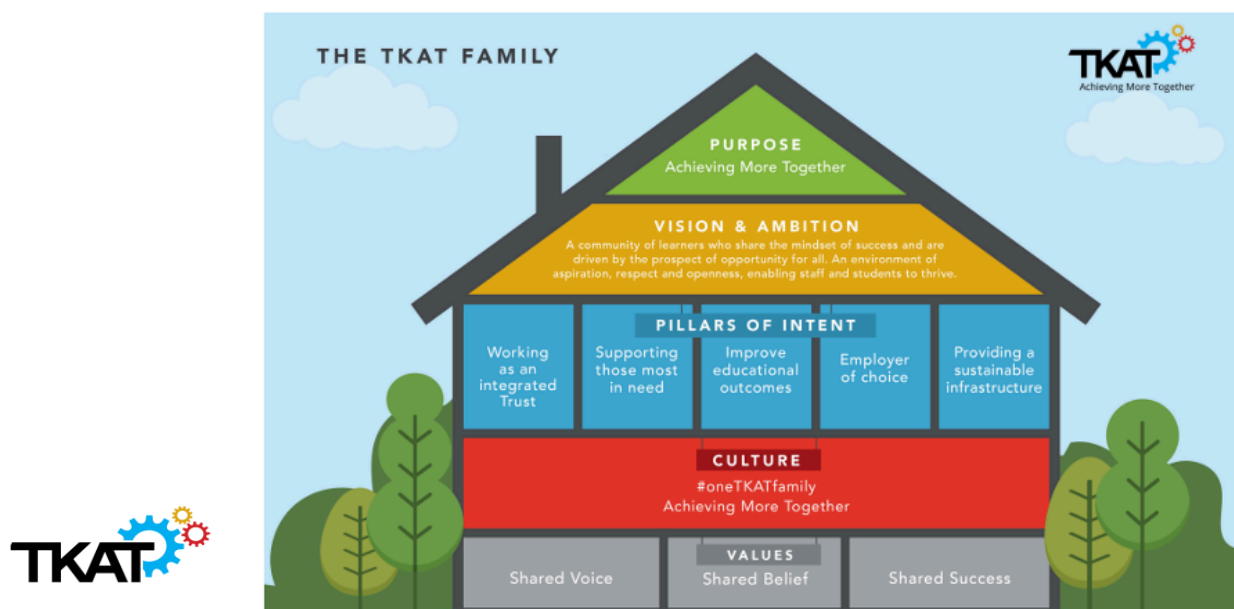 THE TKAT FAMILY
TKAT
Achieving More Together
PURPOSE
Achieving More Together
VISION & AMBITION
A community of learners who share the mindset of success and are
driven by the prospect of opportunity for all. An environment of
aspiration, respect and openness, enabling staff and students to thrive.
PILLARS OF INTENT
Working
as an
integrated
Trust
Supporting
those most
in need
Improve
educational
outcomes
Employer
of choice
Providing a
sustainable
infrastructure
CULTURE
#oneTKATfamily
Achieving More Together
VALUES
Shared Voice
Shared Belief
Shared Success
TKAT